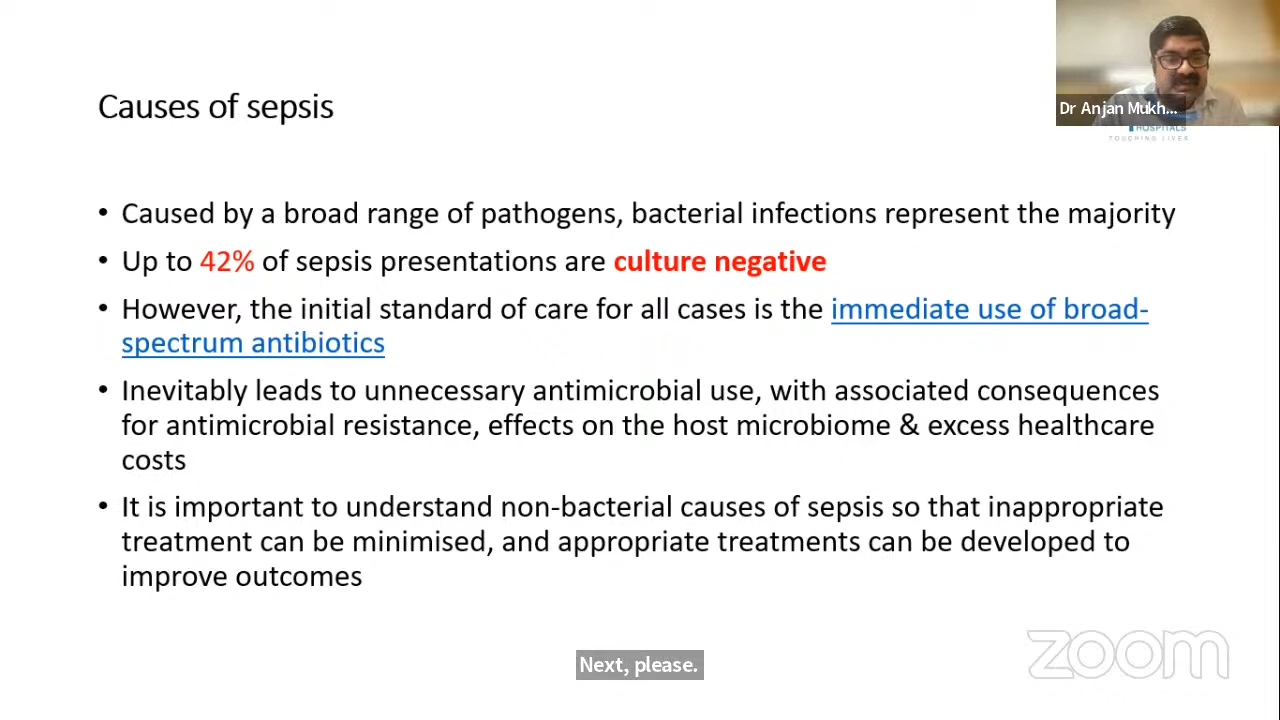 Dr Anjan Mukh...
HOSPITALS
TOUCHING LIVES
Causes of sepsis
• Caused by a broad range of pathogens, bacterial infections represent the majority
• Up to 42% of sepsis presentations are culture negative
• However, the initial standard of care for all cases is the immediate use of broad-
spectrum antibiotics
• Inevitably leads to unnecessary antimicrobial use, with associated consequences
for antimicrobial resistance, effects on the host microbiome & excess healthcare
costs
• It is important to understand non-bacterial causes of sepsis so that inappropriate
treatment can be minimised, and appropriate treatments can be developed to
improve outcomes
zoom
Next, please.